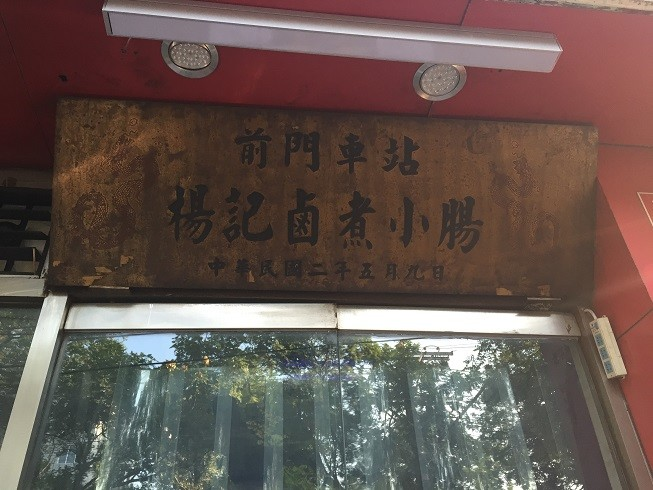 前門車站
楊記鹵煮小腸
中華民國二年五月九日